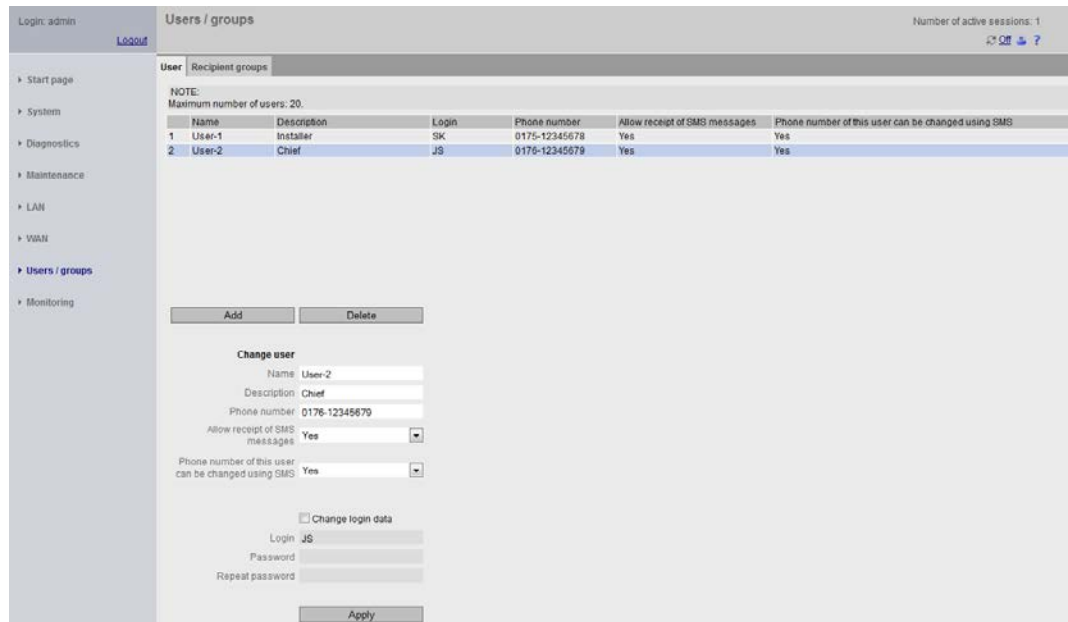 Login: admin
Logout
Users / groups
Number of active sessions: 1
Off ?
Start page
System
Diagnostics
Maintenance
LAN
WAN
Users / groups
Monitoring
User Recipient groups
NOTE:
Maximum number of users: 20.
Name Description Login Phone number Allow receipt of SMS messages Phone number of this user can be changed using SMS
1 User-1 Installer SK 0175-12345678 Yes Yes
2 User-2 Chief JS 0176-12345679 Yes Yes
Add Delete
Change user
Name User-2
Description Chief
Phone number 0176-12345679
Allow receipt of SMS
messages Yes
Phone number of this user
can be changed using SMS Yes
Change login data
Login JS
Password
Repeat password
Apply